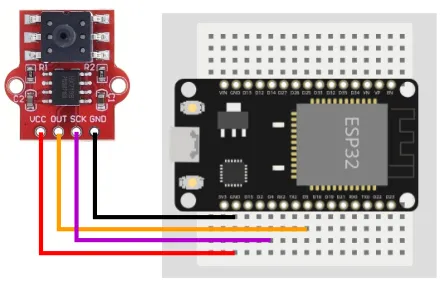 R1
R2
C2
VCC OUT SCK GND
VIN GND D13 D12 D14 D27 D26 D25 D33 D32 D35 D34 VN VP EN
ESP32
3V3 GND D15 D2 D4 RX2 TX2 D5 D18 D19 D21 RX0 TX0 D22 D23